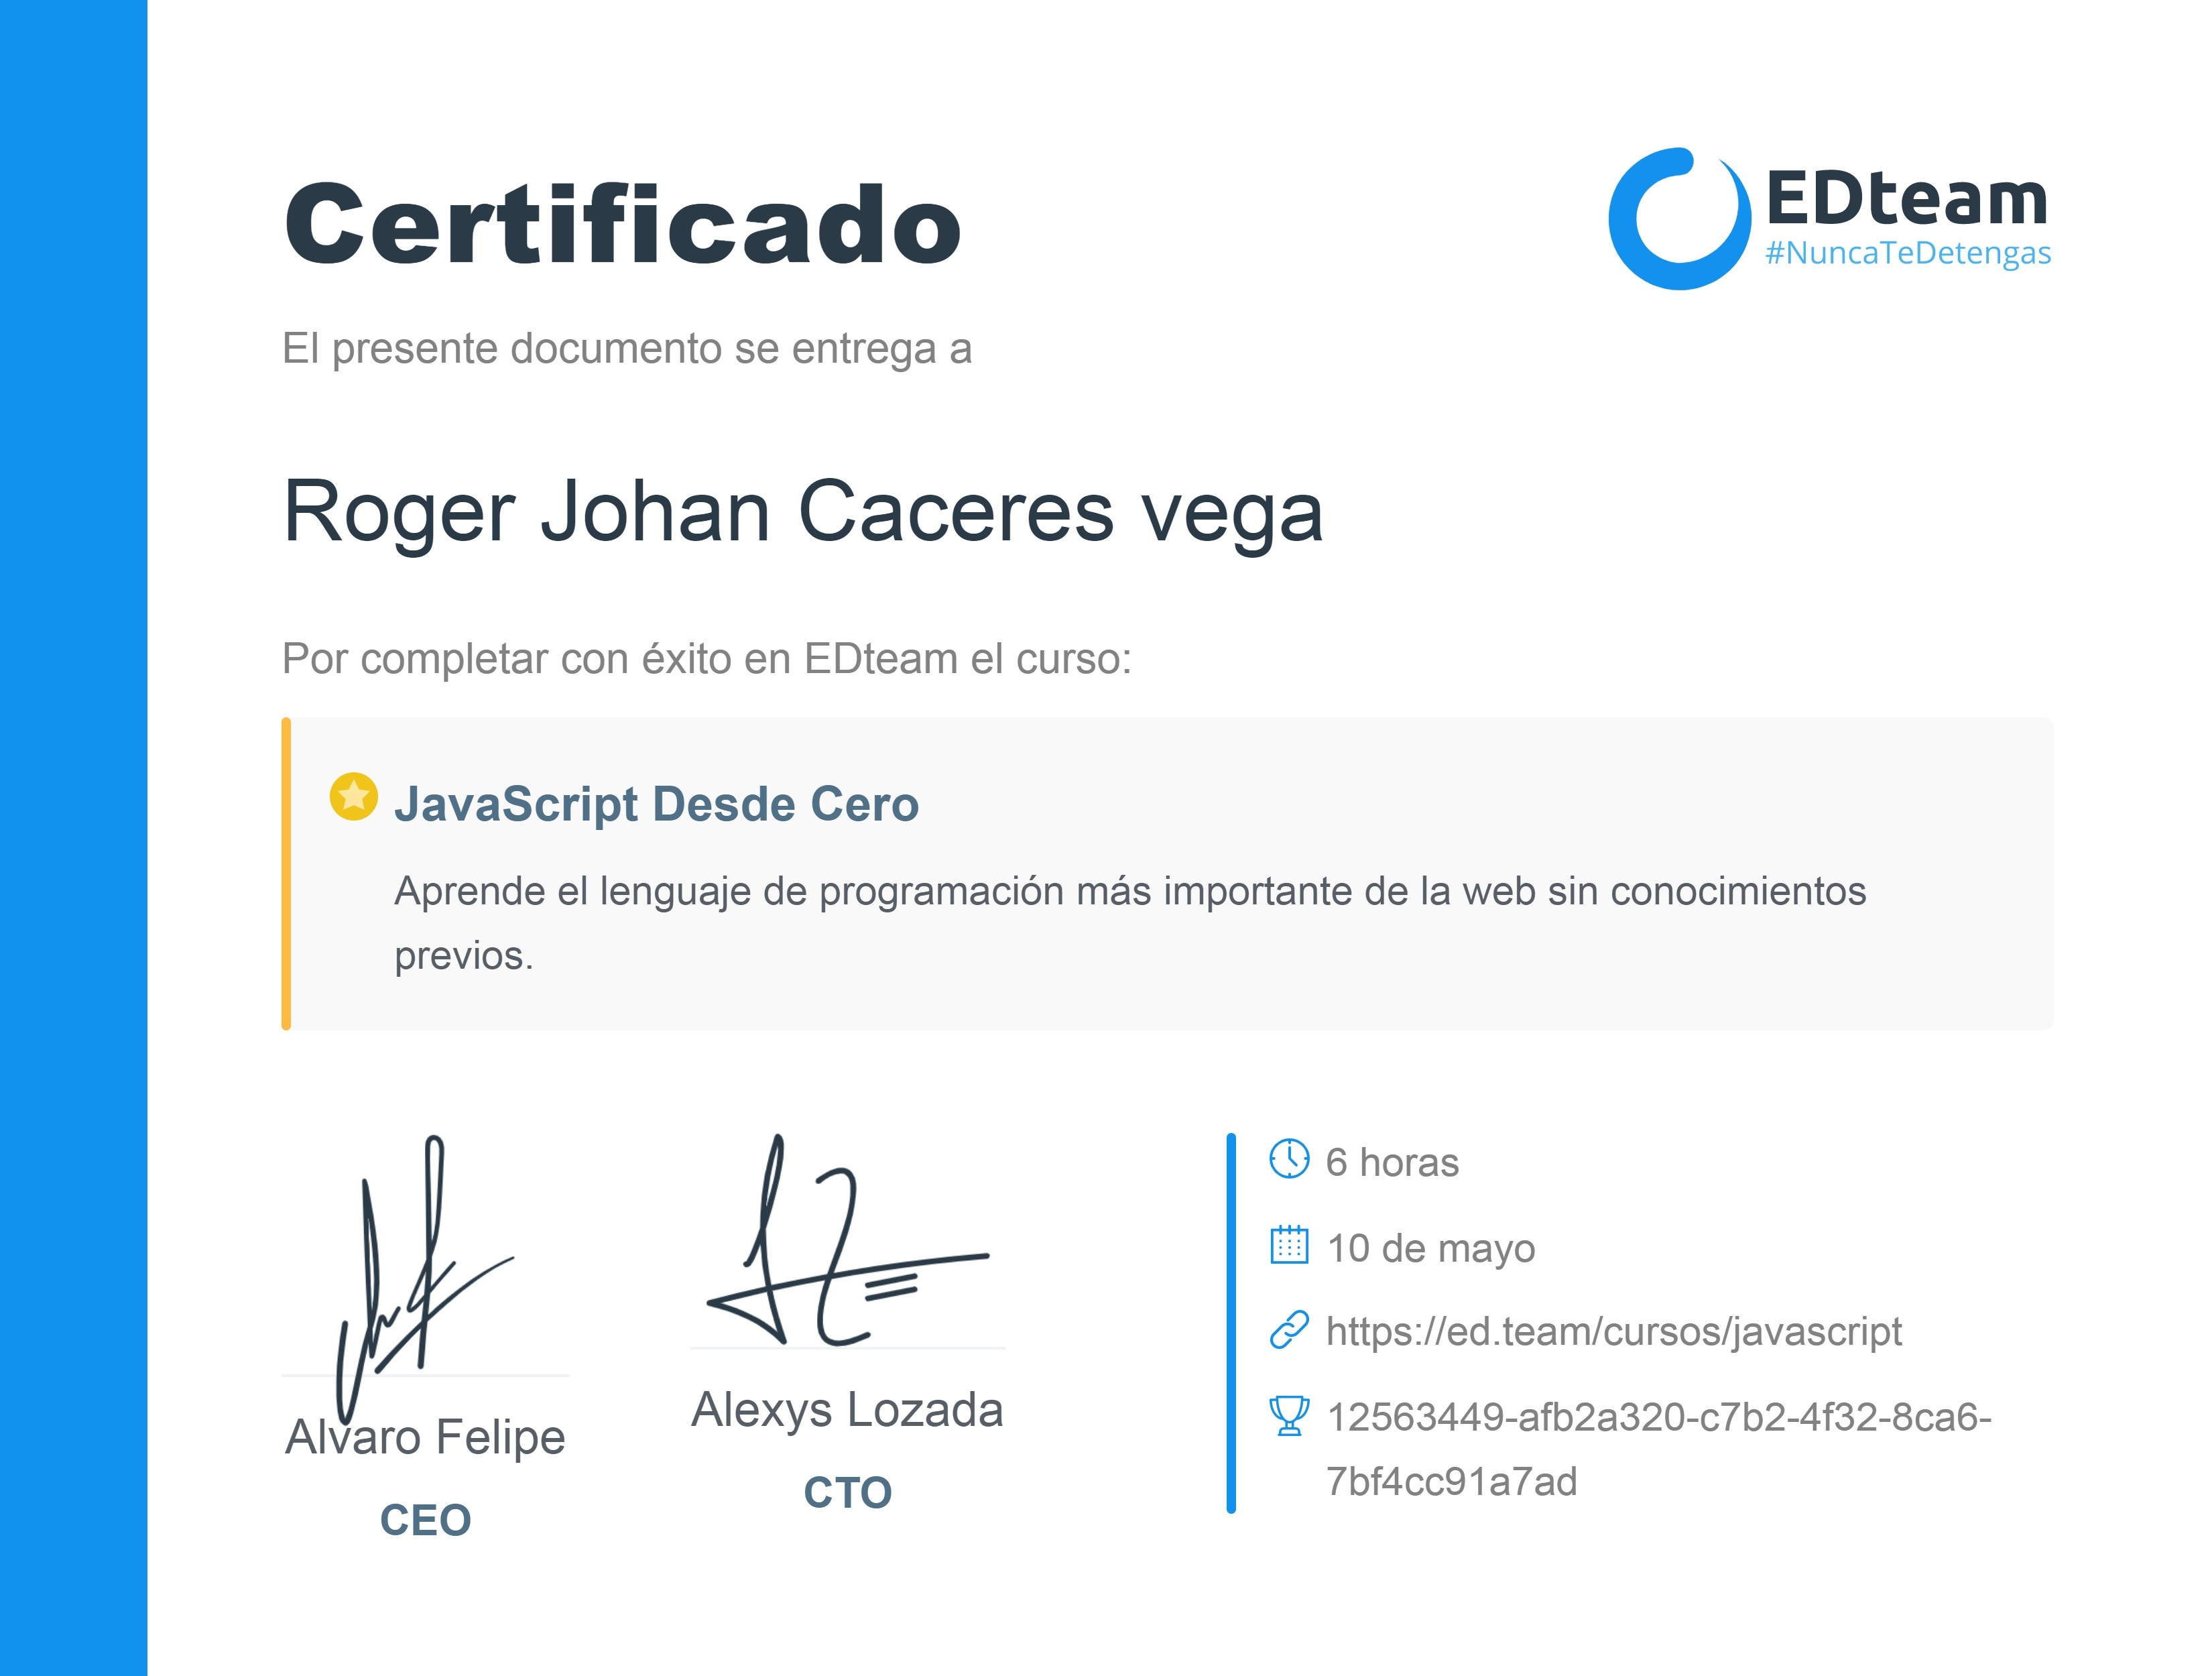 Certificado
EDteam
#NuncaTeDetengas
El presente documento se entrega a
Roger Johan Caceres vega
Por completar con éxito en EDteam el curso:
JavaScript Desde Cero
Aprende el lenguaje de programación más importante de la web sin conocimientos
previos.
Alvaro Felipe
CEO
Alexys Lozada
CTO
6 horas
10 de mayo
https://ed.team/cursos/javascript
12563449-afb2a320-c7b2-4f32-8ca6-
7bf4cc91a7ad